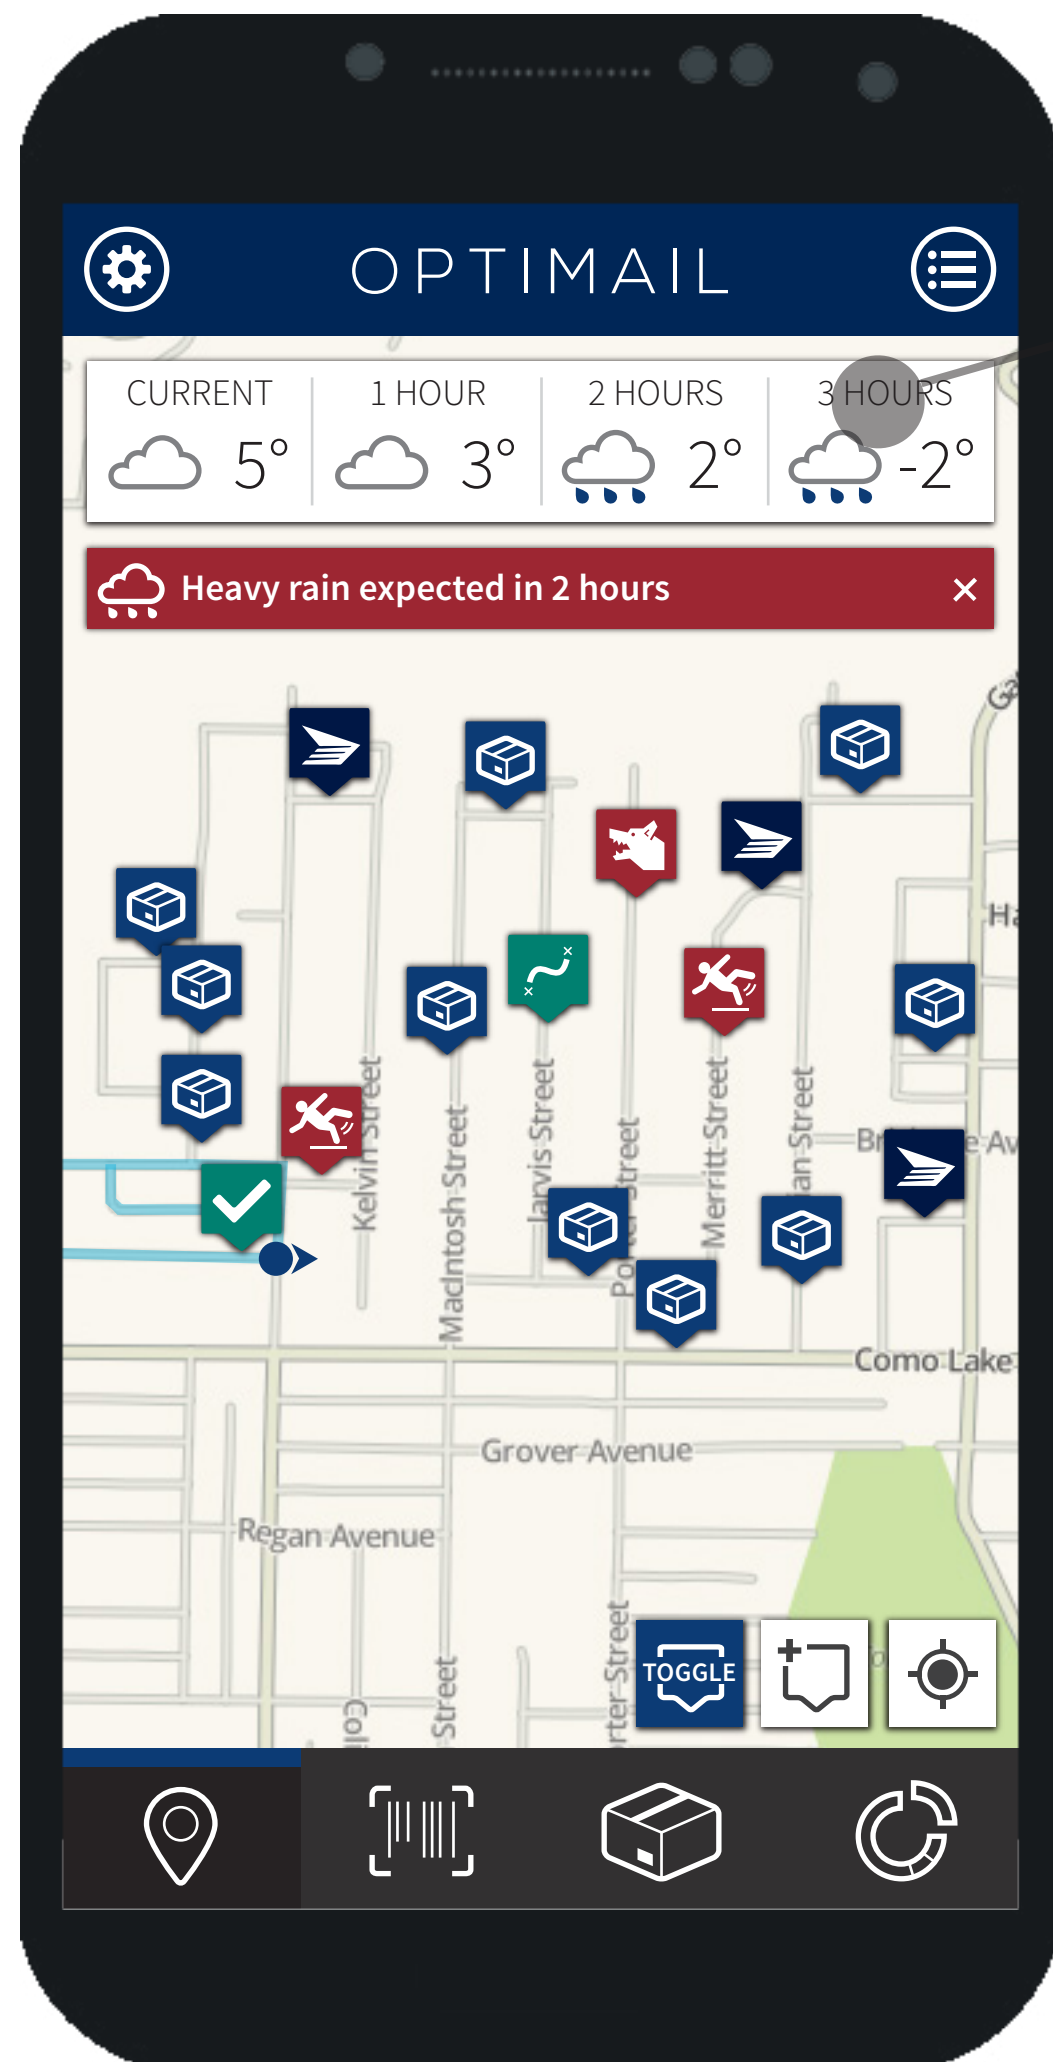 OPTIMAIL
CURRENT
1 HOUR
2 HOURS
3 HOURS
5°
3°
2°
-2°
Heavy rain expected in 2 hours
Kelvin Street
MacIntosh Street
Jarvis Street
Merritt Street
Street
Como Lake
Grover Avenue
Regan Avenue
Street
TOGGLE